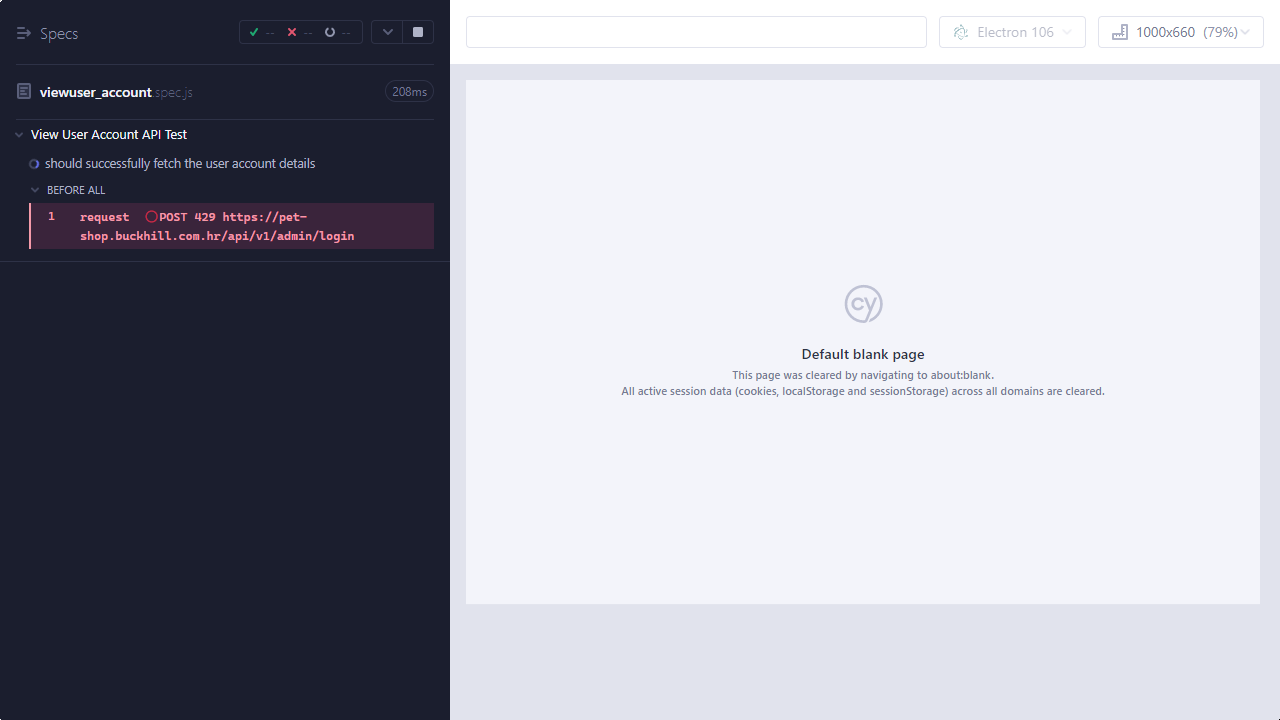 Specs
-- -- --
viewuser_account.spec.js
208ms
View User Account API Test
should successfully fetch the user account details
BEFORE ALL
1 request POST 429 https://pet-
shop.buckhill.com.hr/api/v1/admin/login
Electron 106
1000x660 (79%)
cy
Default blank page
This page was cleared by navigating to about:blank.
All active session data (cookies, localStorage and sessionStorage) across all domains are cleared.